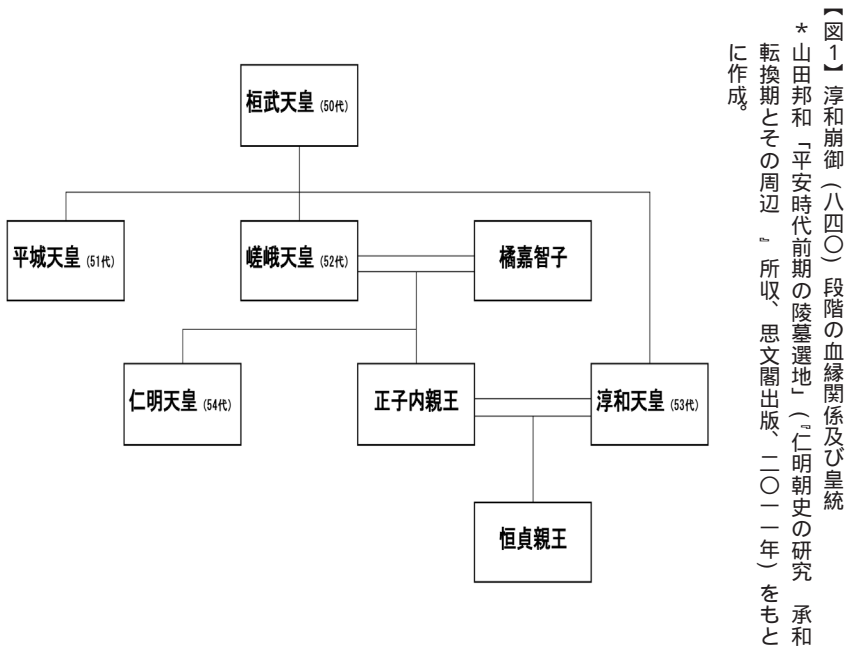 【図1】 淳和崩御（八四〇）段階の血縁関係及び皇統
＊山田邦和「平安時代前期の陵墓選地」（『仁明朝史の研究　承和
転換期とその周辺　』所収、思文閣出版、二〇一一年）をもと
に作成。
桓武天皇 (50代)
平城天皇 (51代)
嵯峨天皇 (52代)
橘嘉智子
仁明天皇 (54代)
正子内親王
淳和天皇 (53代)
恒貞親王